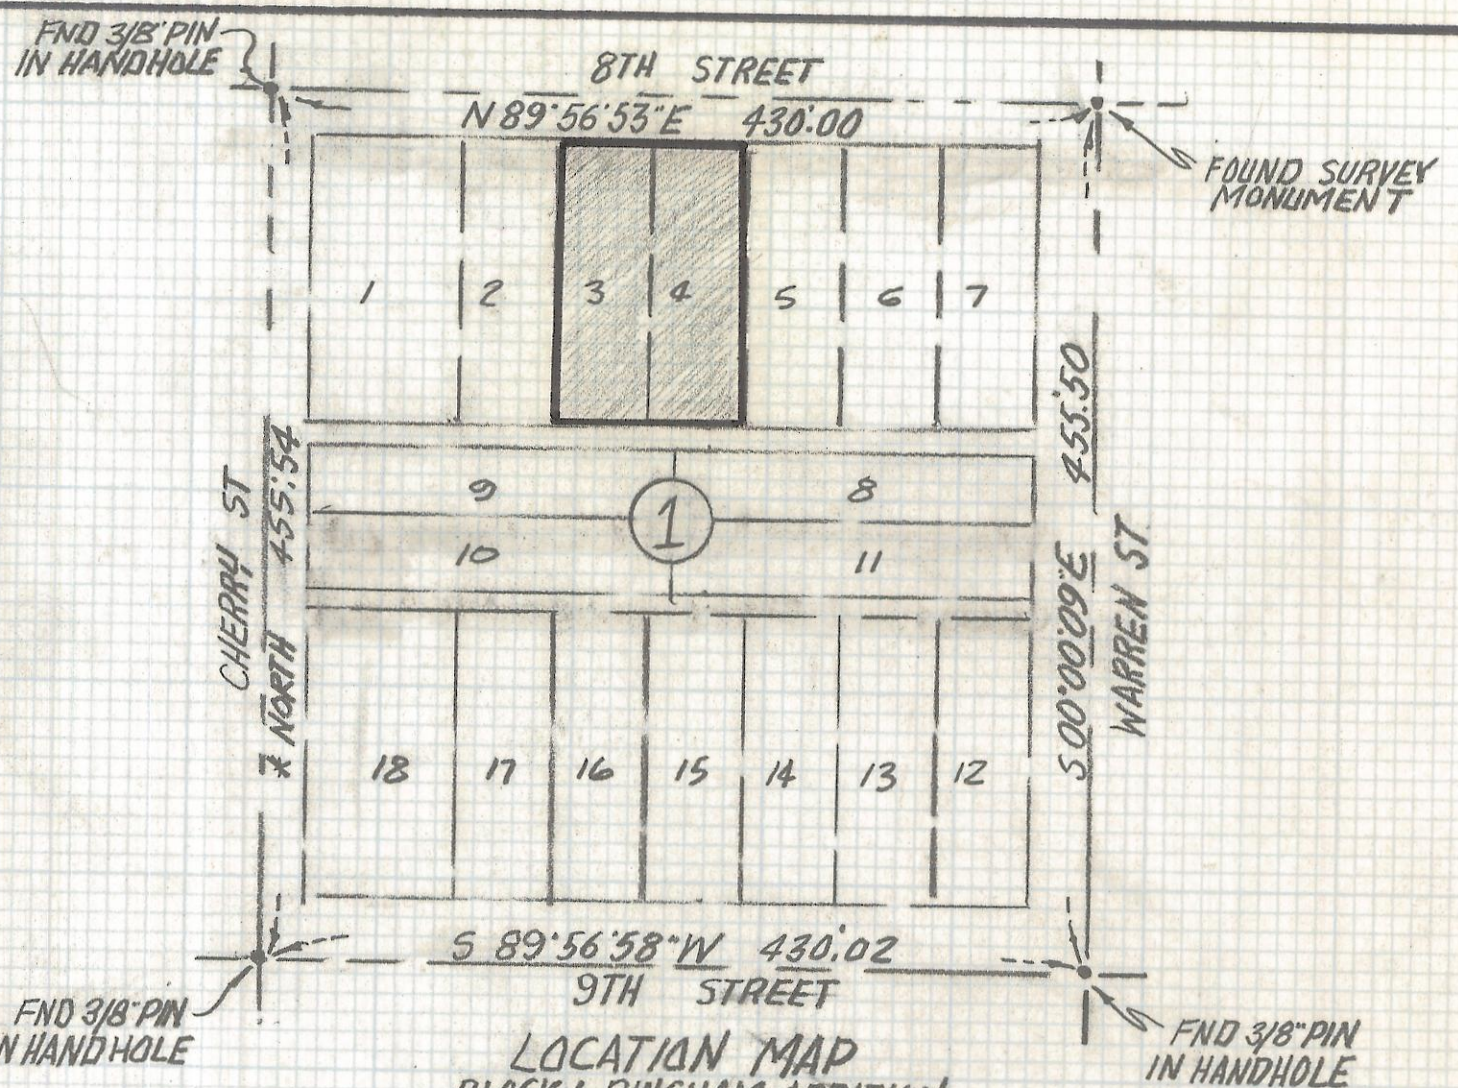 FND 3/8" PIN
IN HANDHOLE
8TH STREET
N 89°56'53"E 430.00
FOUND SURVEY
MONUMENT
1 2 3 4 5 6 7
CHERRY ST
* NORTH 455.54
9 8
1
10 11
S 00°00'09"E 455.50
WARREN ST
18 17 16 15 14 13 12
S 89°56'58"W 430.02
9TH STREET
FND 3/8" PIN
IN HANDHOLE
FND 3/8" PIN
IN HANDHOLE
LOCATION MAP